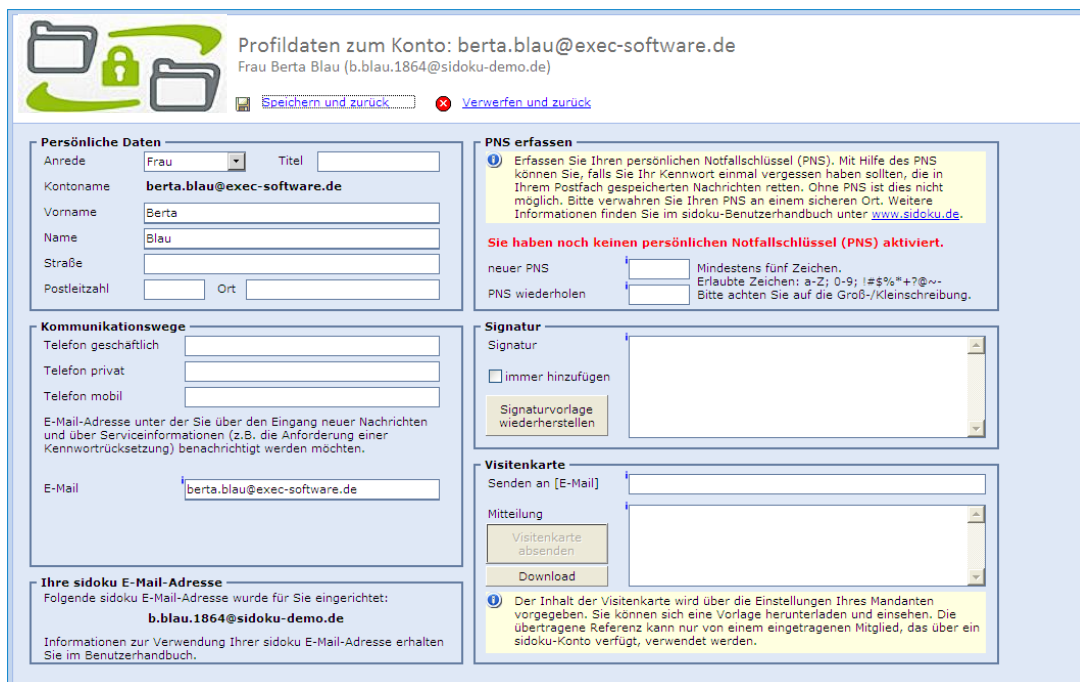 Profildaten zum Konto: berta.blau@exec-software.de
Frau Berta Blau (b.blau.1864@sidoku-demo.de)
Speichern und zurück Verwerfen und zurück
Persönliche Daten
Anrede Frau Titel
Kontoname berta.blau@exec-software.de
Vorname Berta
Name Blau
Straße
Postleitzahl Ort
Kommunikationswege
Telefon geschäftlich
Telefon privat
Telefon mobil
E-Mail-Adresse unter der Sie über den Eingang neuer Nachrichten
und über Serviceinformationen (z.B. die Anforderung einer
Kennwortrücksetzung) benachrichtigt werden möchten.
E-Mail berta.blau@exec-software.de
Ihre sidoku E-Mail-Adresse
Folgende sidoku E-Mail-Adresse wurde für Sie eingerichtet:
b.blau.1864@sidoku-demo.de
Informationen zur Verwendung Ihrer sidoku E-Mail-Adresse erhalten
Sie im Benutzerhandbuch.
PNS erfassen
Erfassen Sie Ihren persönlichen Notfallschlüssel (PNS). Mit Hilfe des PNS
können Sie, falls Sie Ihr Kennwort einmal vergessen haben sollten, die in
Ihrem Postfach gespeicherten Nachrichten retten. Ohne PNS ist dies nicht
möglich. Bitte verwahren Sie Ihren PNS an einem sicheren Ort. Weitere
Informationen finden Sie im sidoku-Benutzerhandbuch unter www.sidoku.de.
Sie haben noch keinen persönlichen Notfallschlüssel (PNS) aktiviert.
neuer PNS
PNS wiederholen
Mindestens fünf Zeichen.
Erlaubte Zeichen: a-Z; 0-9; !#$%"+?@~-
Bitte achten Sie auf die Groß-/Kleinschreibung.
Signatur
Signatur
immer hinzufügen
Signaturvorlage
wiederherstellen
Visitenkarte
Senden an [E-Mail]
Mitteilung
Visitenkarte
absenden
Download
Der Inhalt der Visitenkarte wird über die Einstellungen Ihres Mandanten
vorgegeben. Sie können sich eine Vorlage herunterladen und einsehen. Die
übertragene Referenz kann nur von einem eingetragenen Mitglied, das über ein
sidoku-Konto verfügt, verwendet werden.